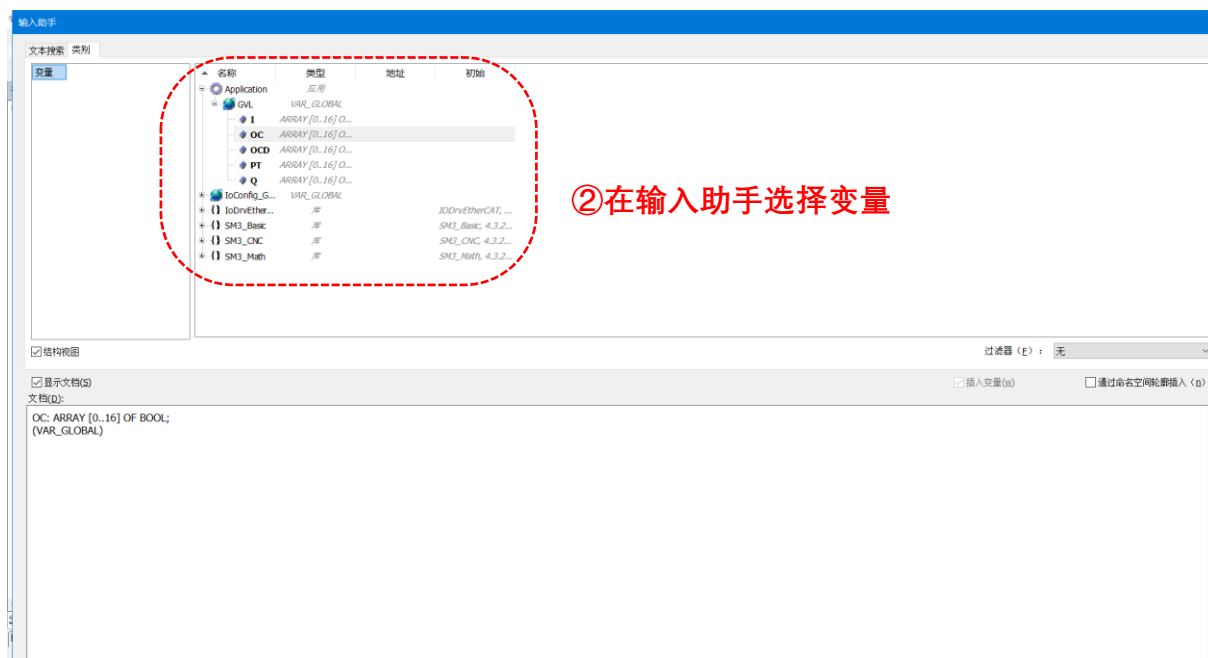 输入助手
文本搜索 类别
变量
名称 类型 地址 初始
Application 应用
GVL VAR_GLOBAL
I ARRAY [0..16] O...
OC ARRAY [0..16] O...
OCD ARRAY [0..16] O...
PT ARRAY [0..16] O...
Q ARRAY [0..16] O...
IoConfig_G... VAR_GLOBAL
IoDrvEther... 库 IODrvEtherCAT, ...
SM3_Basic 库 SM3_Basic, 4.3.2...
SM3_CNC 库 SM3_CNC, 4.3.2...
SM3_Math 库 SM3_Math, 4.3.2...
②在输入助手选择变量
结构视图
过滤器（F）： 无
显示文档(S)
插入变量(w)
通过命名空间轮廓插入（n）
文档(D):
OC: ARRAY [0..16] OF BOOL;
(VAR_GLOBAL)